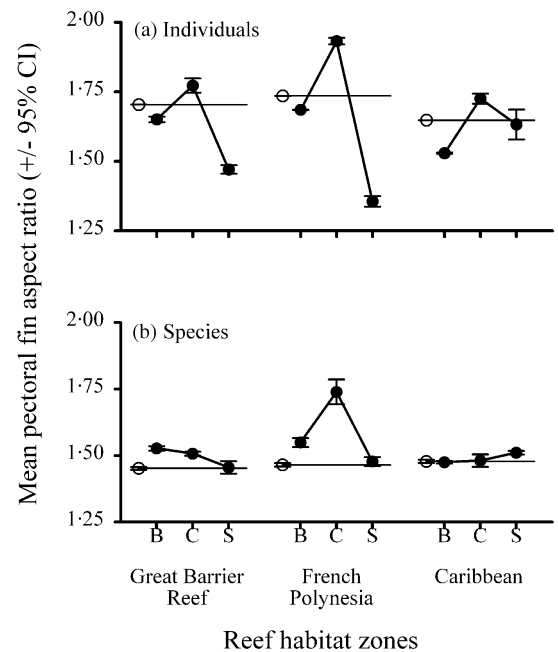 Mean pectoral fin aspect ratio (+/- 95% CI)
(a) Individuals
2·00
1·75
1·50
1·25
(b) Species
2·00
1·75
1·50
1·25
B C S B C S B C S
Great Barrier Reef
French Polynesia
Caribbean
Reef habitat zones